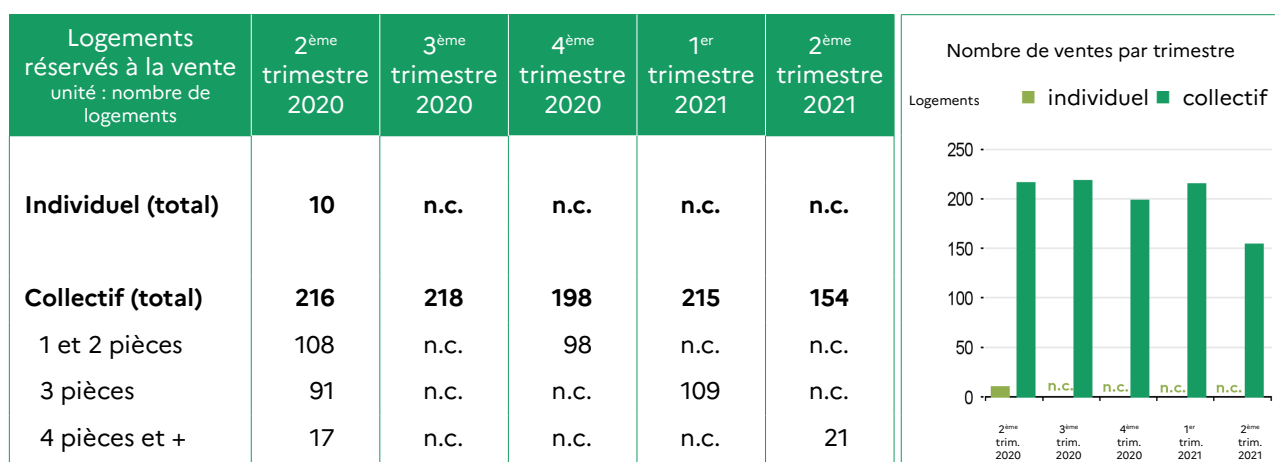 Logements
réservés à la vente
unité : nombre de
logements
2ème
trimestre
2020
3ème
trimestre
2020
4ème
trimestre
2020
1er
trimestre
2021
2ème
trimestre
2021
Individuel (total) 10 n.c. n.c. n.c. n.c.
Collectif (total) 216 218 198 215 154
1 et 2 pièces 108 n.c. 98 n.c. n.c.
3 pièces 91 n.c. n.c. 109 n.c.
4 pièces et + 17 n.c. n.c. n.c. 21
Nombre de ventes par trimestre
Logements individuel collectif
250
200
150
100
50
0
n.c. n.c. n.c. n.c.
2ème
trim.
2020
3ème
trim.
2020
4ème
trim.
2020
1er
trim.
2021
2ème
trim.
2021